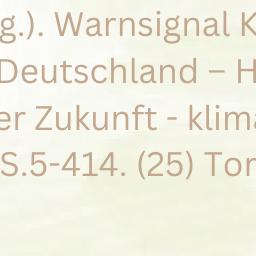 g.). Warnsignal K
Deutschland – H
er Zukunft - klima
S.5-414. (25) Tor